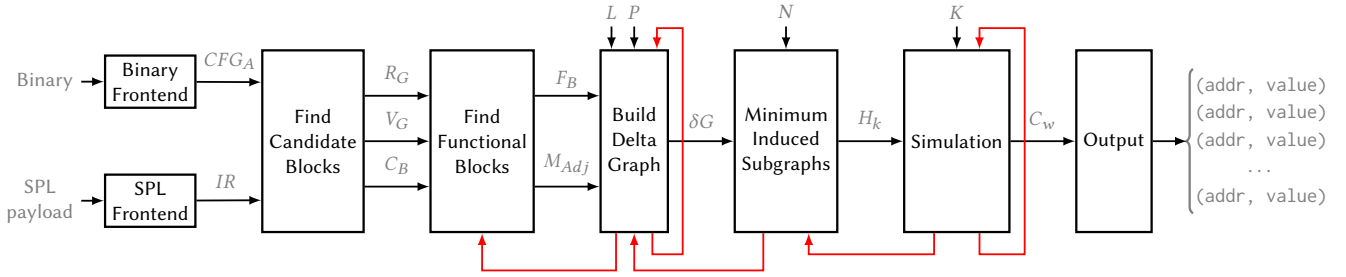 L P N K
Binary
Binary
Frontend
CFG_A
SPL
payload
SPL
Frontend
IR
Find
Candidate
Blocks
R_G
V_G
C_B
Find
Functional
Blocks
F_B
M_Adj
Build
Delta
Graph
δG
Minimum
Induced
Subgraphs
H_k
Simulation
C_w
Output
(addr, value)
(addr, value)
(addr, value)
...
(addr, value)